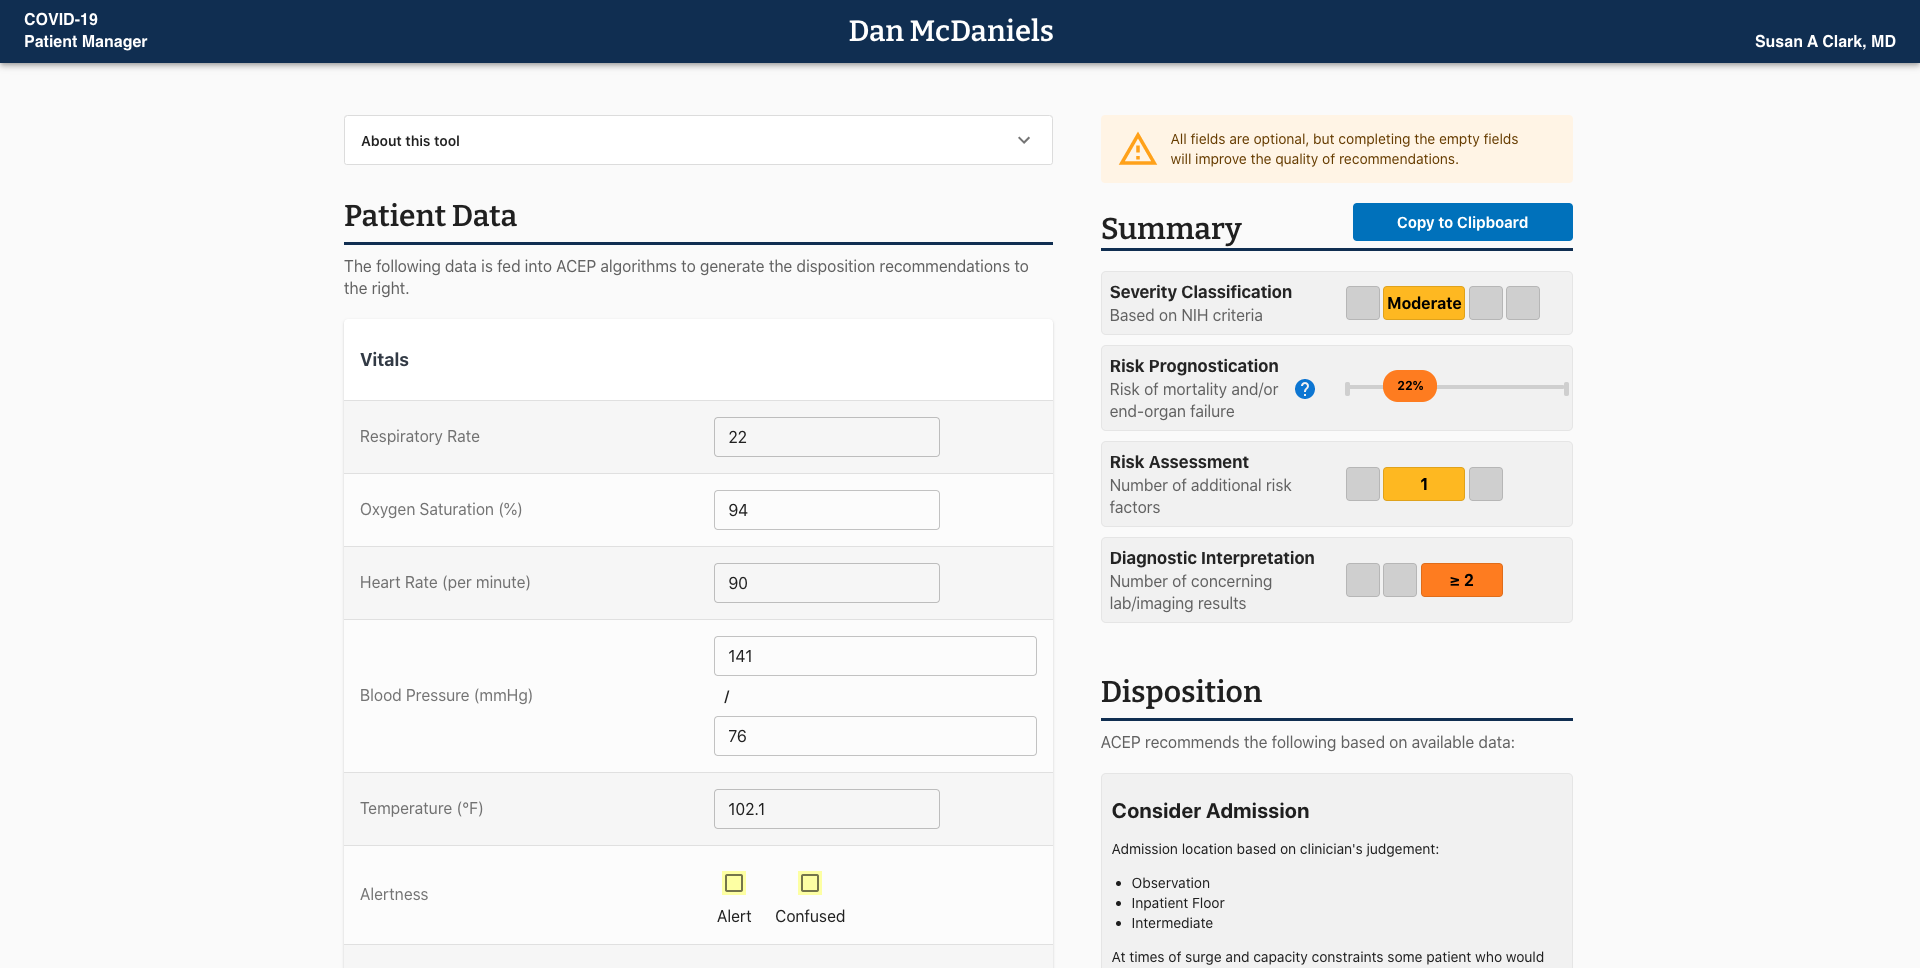 COVID-19
Patient Manager
Dan McDaniels
Susan A Clark, MD
About this tool
Patient Data
The following data is fed into ACEP algorithms to generate the disposition recommendations to
the right.
Vitals
Respiratory Rate
22
Oxygen Saturation (%)
94
Heart Rate (per minute)
90
Blood Pressure (mmHg)
141
/
76
Temperature (°F)
102.1
Alertness
Alert Confused
All fields are optional, but completing the empty fields
will improve the quality of recommendations.
Summary
Copy to Clipboard
Severity Classification
Based on NIH criteria
Moderate
Risk Prognostication
Risk of mortality and/or
end-organ failure
?
22%
Risk Assessment
Number of additional risk
factors
1
Diagnostic Interpretation
Number of concerning
lab/imaging results
≥ 2
Disposition
ACEP recommends the following based on available data:
Consider Admission
Admission location based on clinician's judgement:
• Observation
• Inpatient Floor
• Intermediate
At times of surge and capacity constraints some patient who would